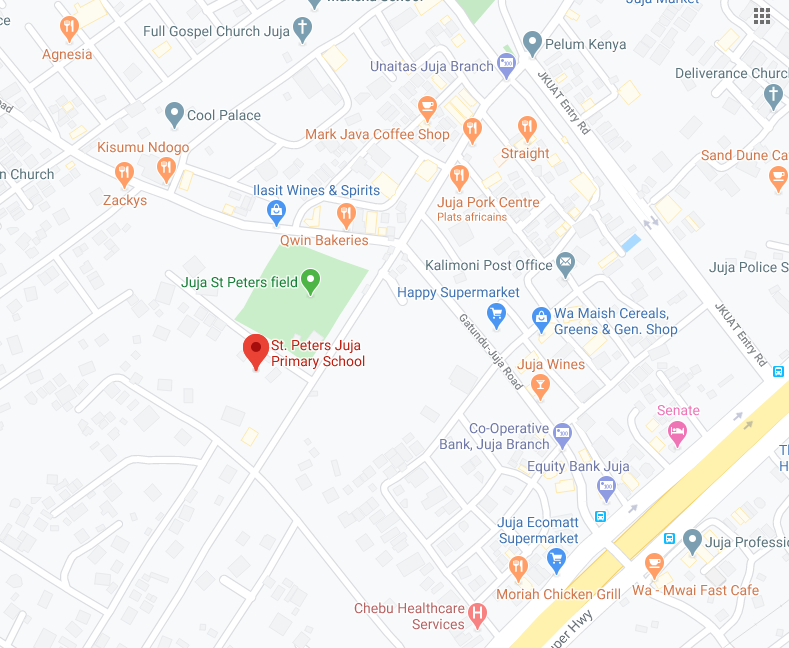 Juja Market
Full Gospel Church Juja
Pelum Kenya
Agnesia
Unaitas Juja Branch
Deliverance Churc
JKUAT Entry Rd
Cool Palace
Mark Java Coffee Shop
Kisumu Ndogo
Straight
Sand Dune Ca
n Church
Zackys
Ilasit Wines & Spirits
Juja Pork Centre
Plats africains
Qwin Bakeries
Kalimoni Post Office
Juja Police S
Juja St Peters field
Happy Supermarket
Wa Maish Cereals,
Greens & Gen. Shop
JKUAT Entry Rd
Gatundu-Juja Road
St. Peters Juja
Primary School
Juja Wines
Senate
Co-Operative
Bank, Juja Branch
Equity Bank Juja
Juja Ecomatt
Supermarket
Juja Professio
Moriah Chicken Grill
Wa - Mwai Fast Cafe
Chebu Healthcare
Services
uper Hwy